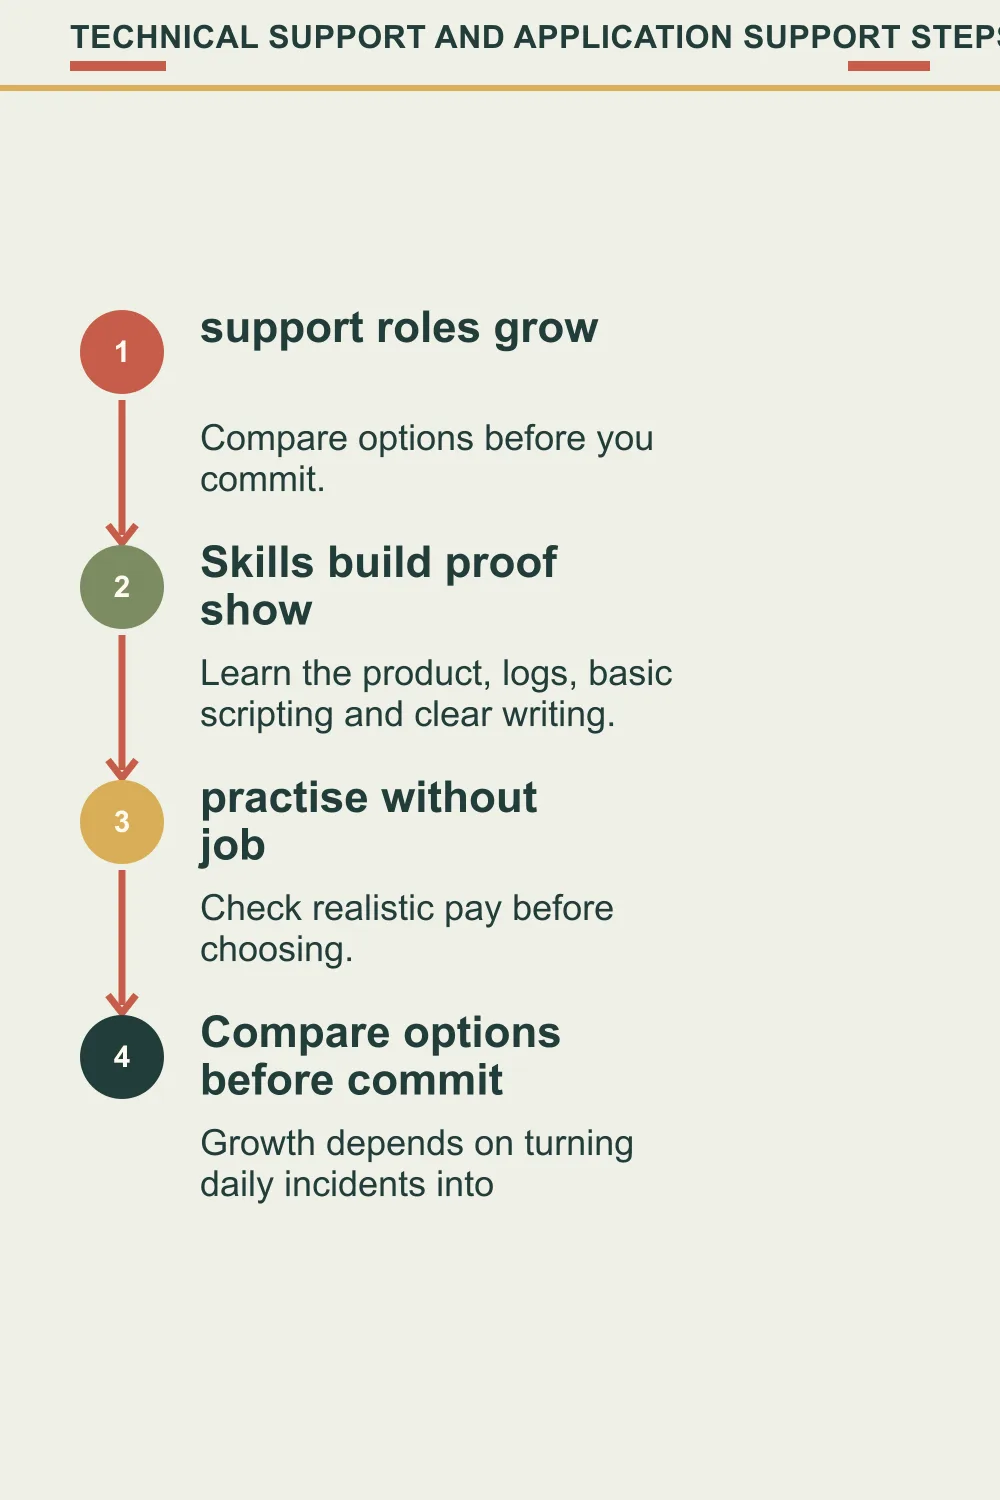 TECHNICAL SUPPORT AND APPLICATION SUPPORT STEPS
1
support roles grow
Compare options before you
commit.
2
Skills build proof
show
Learn the product, logs, basic
scripting and clear writing.
3
practise without
job
Check realistic pay before
choosing.
4
Compare options
before commit
Growth depends on turning
daily incidents into